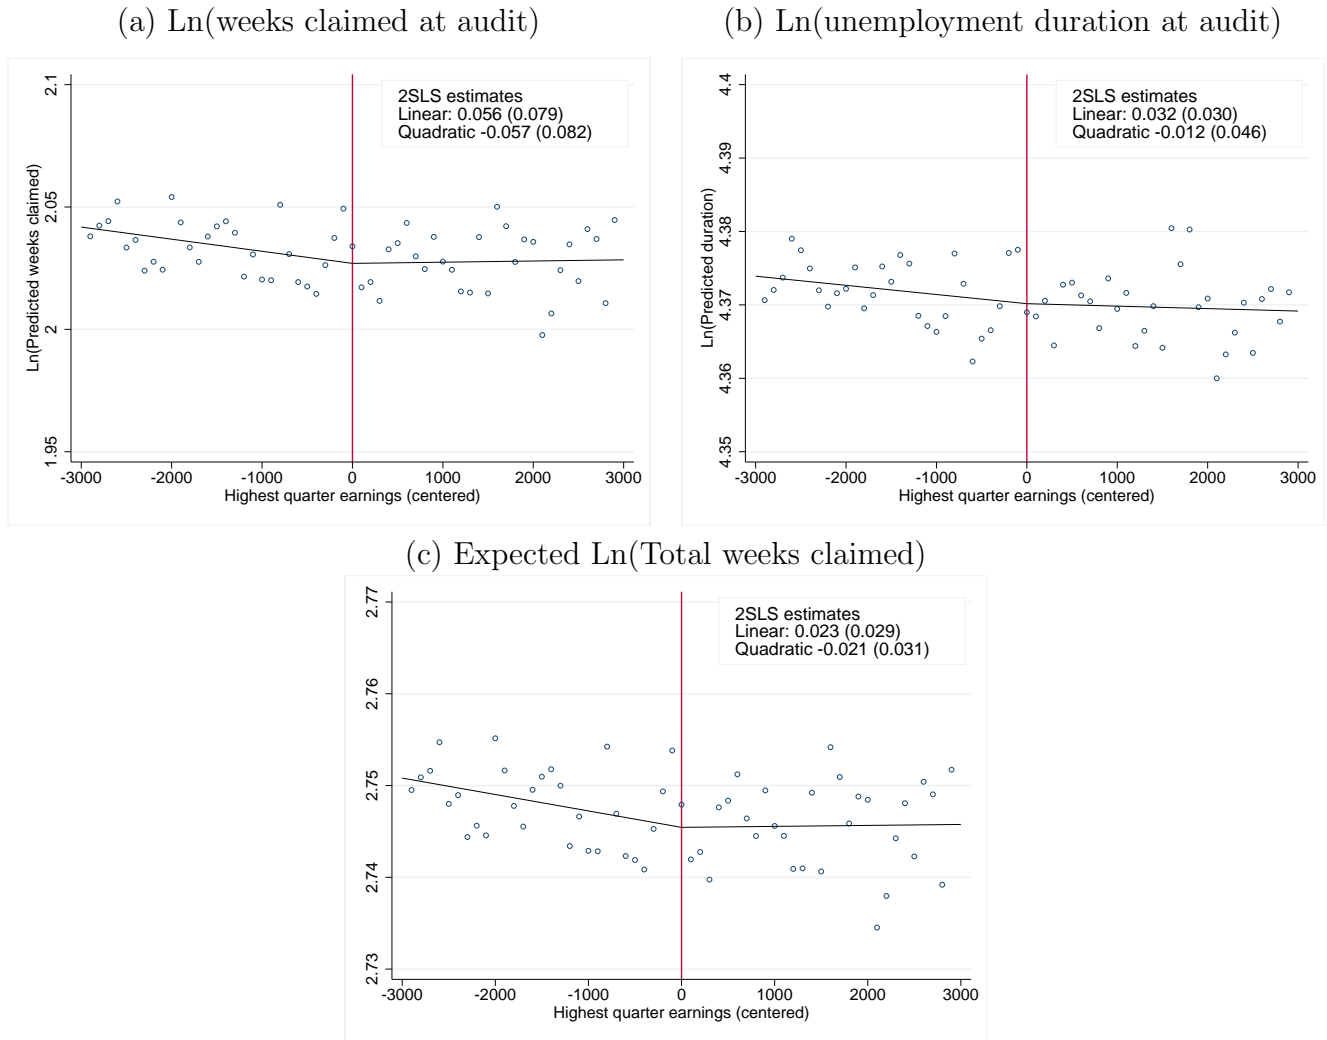 (a) Ln(weeks claimed at audit)
2SLS estimates
Linear: 0.056 (0.079)
Quadratic -0.057 (0.082)
Ln(Predicted weeks claimed)
2.1
2.05
2
1.95
-3000 -2000 -1000 0 1000 2000 3000
Highest quarter earnings (centered)
(b) Ln(unemployment duration at audit)
2SLS estimates
Linear: 0.032 (0.030)
Quadratic -0.012 (0.046)
Ln(Predicted duration)
4.4
4.39
4.38
4.37
4.36
4.35
-3000 -2000 -1000 0 1000 2000 3000
Highest quarter earnings (centered)
(c) Expected Ln(Total weeks claimed)
2SLS estimates
Linear: 0.023 (0.029)
Quadratic -0.021 (0.031)
2.77
2.76
2.75
2.74
2.73
-3000 -2000 -1000 0 1000 2000 3000
Highest quarter earnings (centered)